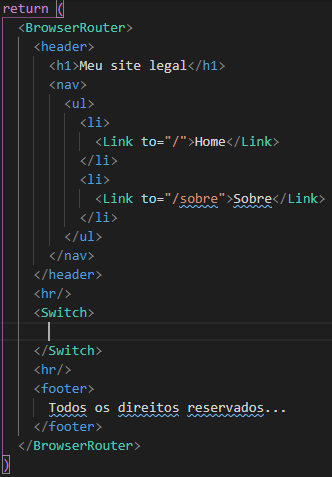 return (
<BrowserRouter>
<header>
<h1>Meu site legal</h1>
<nav>
<ul>
<li>
<Link to="/">Home</Link>
</li>
<li>
<Link to="/sobre">Sobre</Link>
</li>
</ul>
</nav>
</header>
<hr/>
<Switch>
</Switch>
<hr/>
<footer>
Todos os direitos reservados...
</footer>
</BrowserRouter>
)